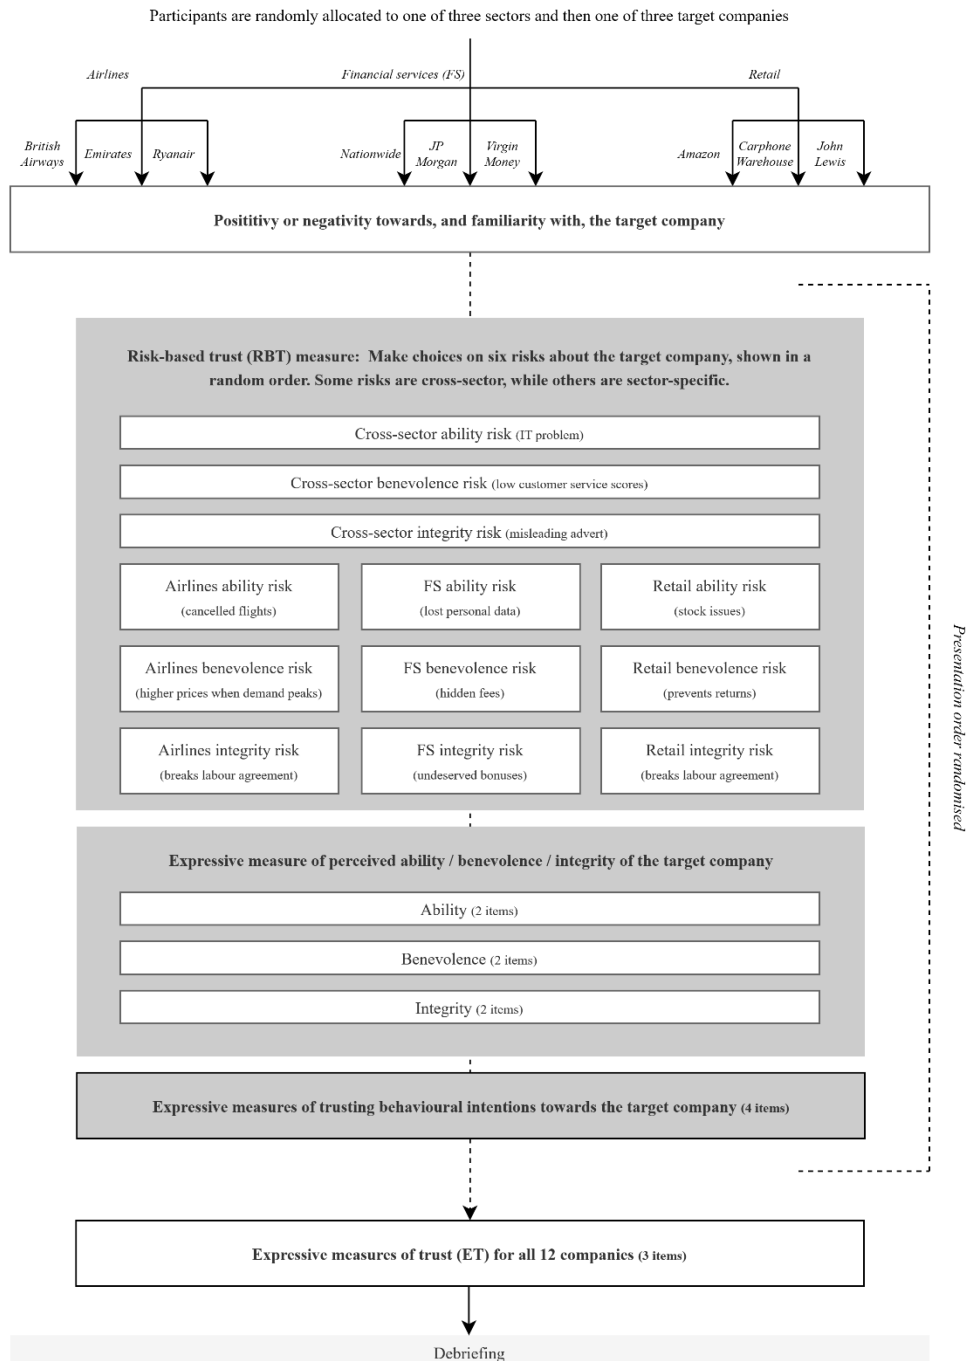 Participants are randomly allocated to one of three sectors and then one of three target companies
Airlines
Financial services (FS)
Retail
British
Airways
Emirates
Ryanair
Nationwide
JP
Morgan
Virgin
Money
Amazon
Carphone
Warehouse
John
Lewis
Posititivy or negativity towards, and familiarity with, the target company
Risk-based trust (RBT) measure: Make choices on six risks about the target company, shown in a
random order. Some risks are cross-sector, while others are sector-specific.
Cross-sector ability risk (IT problem)
Cross-sector benevolence risk (low customer service scores)
Cross-sector integrity risk (misleading advert)
Airlines ability risk
(cancelled flights)
FS ability risk
(lost personal data)
Retail ability risk
(stock issues)
Airlines benevolence risk
(higher prices when demand peaks)
FS benevolence risk
(hidden fees)
Retail benevolence risk
(prevents returns)
Airlines integrity risk
(breaks labour agreement)
FS integrity risk
(undeserved bonuses)
Retail integrity risk
(breaks labour agreement)
Presentation order randomised
Expressive measure of perceived ability / benevolence / integrity of the target company
Ability (2 items)
Benevolence (2 items)
Integrity (2 items)
Expressive measures of trusting behavioural intentions towards the target company (4 items)
Expressive measures of trust (ET) for all 12 companies (3 items)
Debriefing